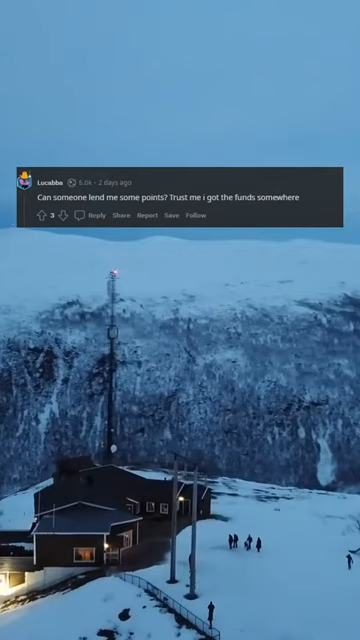 Lucabba 6.0k · 2 days ago
Can someone lend me some points? Trust me i got the funds somewhere
3 Reply Share Report Save Follow